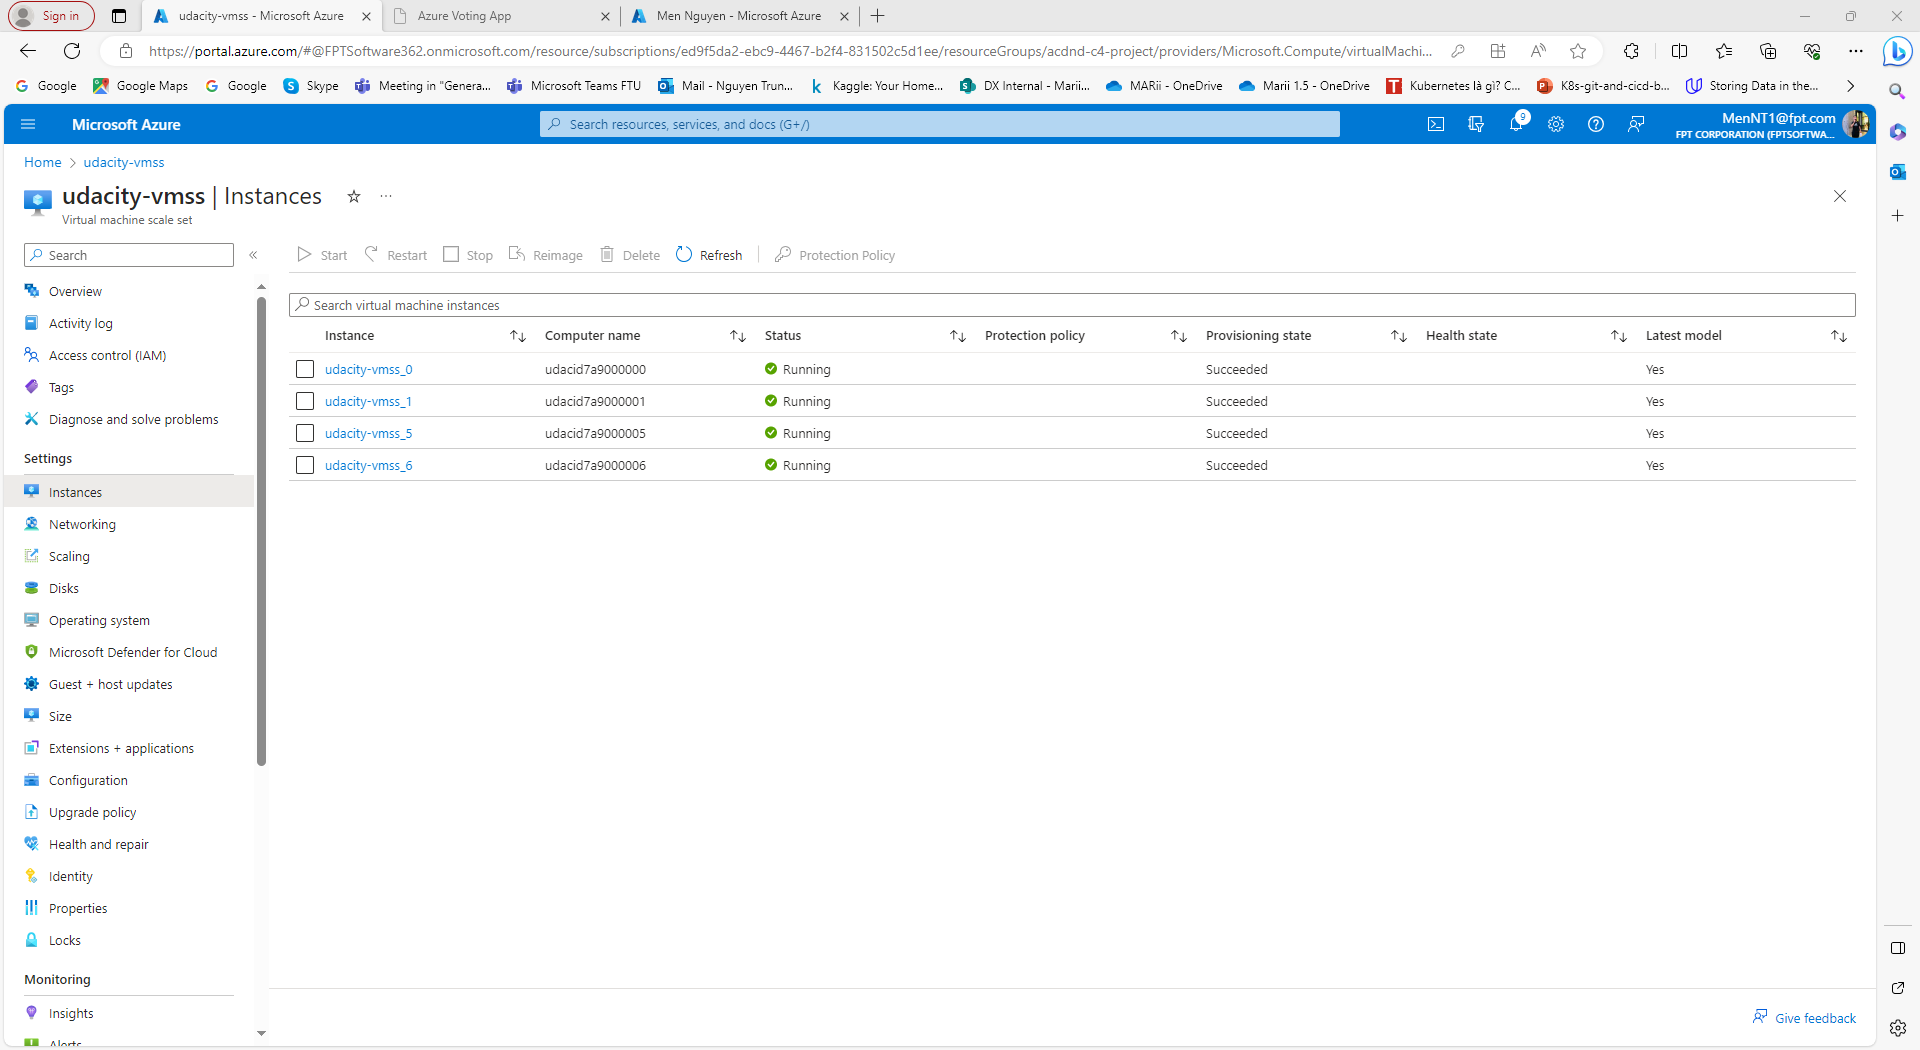 Sign in
udacity-vmss - Microsoft Azure
Azure Voting App
Men Nguyen - Microsoft Azure
https://portal.azure.com/#@FPTSoftware362.onmicrosoft.com/resource/subscriptions/ed9f5da2-ebc9-4467-b2f4-831502c5d1ee/resourceGroups/acdnd-c4-project/providers/Microsoft.Compute/virtualMachi...
Google
Google Maps
Google
Skype
Meeting in "Genera...
Microsoft Teams FTU
Mail - Nguyen Trun...
Kaggle: Your Home...
DX Internal - Marii...
MARii - OneDrive
Marii 1.5 - OneDrive
Kubernetes là gì? C...
K8s-git-and-cicd-b...
Storing Data in the...
Microsoft Azure
Search resources, services, and docs (G+/)
9
MenNT1@fpt.com
FPT CORPORATION (FPTSOFTWA...
Home > udacity-vmss
udacity-vmss | Instances
Virtual machine scale set
Search
Start
Restart
Stop
Reimage
Delete
Refresh
Protection Policy
Overview
Activity log
Access control (IAM)
Tags
Diagnose and solve problems
Settings
Instances
Networking
Scaling
Disks
Operating system
Microsoft Defender for Cloud
Guest + host updates
Size
Extensions + applications
Configuration
Upgrade policy
Health and repair
Identity
Properties
Locks
Monitoring
Insights
Alerts
Search virtual machine instances
Instance Computer name Status Protection policy Provisioning state Health state Latest model
udacity-vmss_0 udacid7a9000000 Running Succeeded Yes
udacity-vmss_1 udacid7a9000001 Running Succeeded Yes
udacity-vmss_5 udacid7a9000005 Running Succeeded Yes
udacity-vmss_6 udacid7a9000006 Running Succeeded Yes
Give feedback